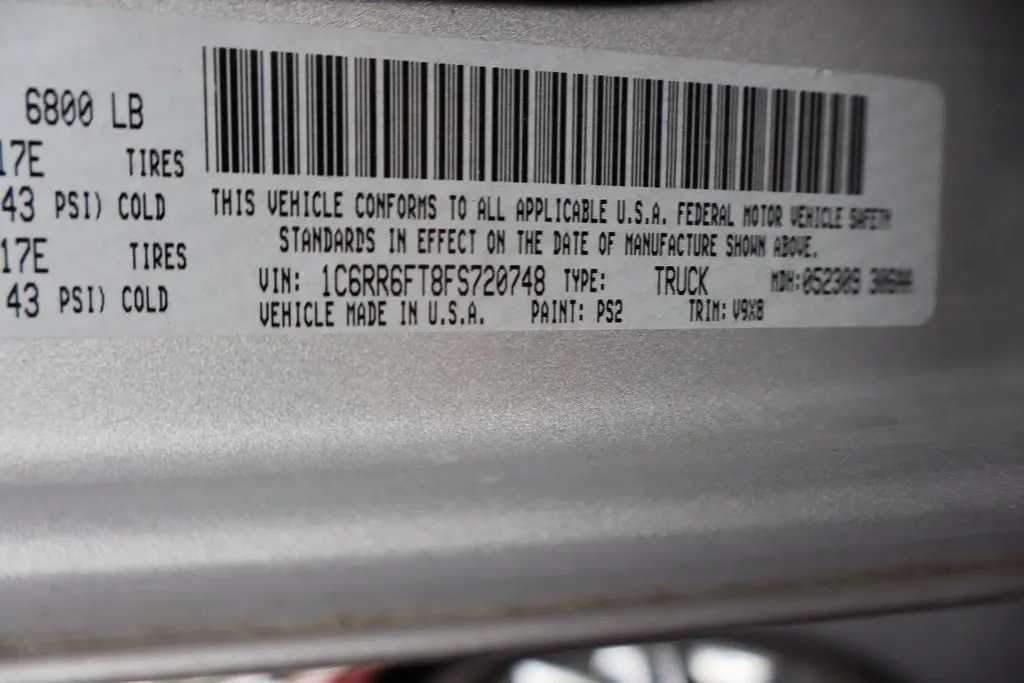 6800 LB
17E TIRES
43 PSI) COLD
17E TIRES
43 PSI) COLD
THIS VEHICLE CONFORMS TO ALL APPLICABLE U.S.A. FEDERAL MOTOR VEHICLE SAFETY
STANDARDS IN EFFECT ON THE DATE OF MANUFACTURE SHOWN ABOVE.
VIN: 1C6RR6FT8FS720748 TYPE: TRUCK MDH:052309
VEHICLE MADE IN U.S.A. PAINT: PS2 TRIM: V9X8